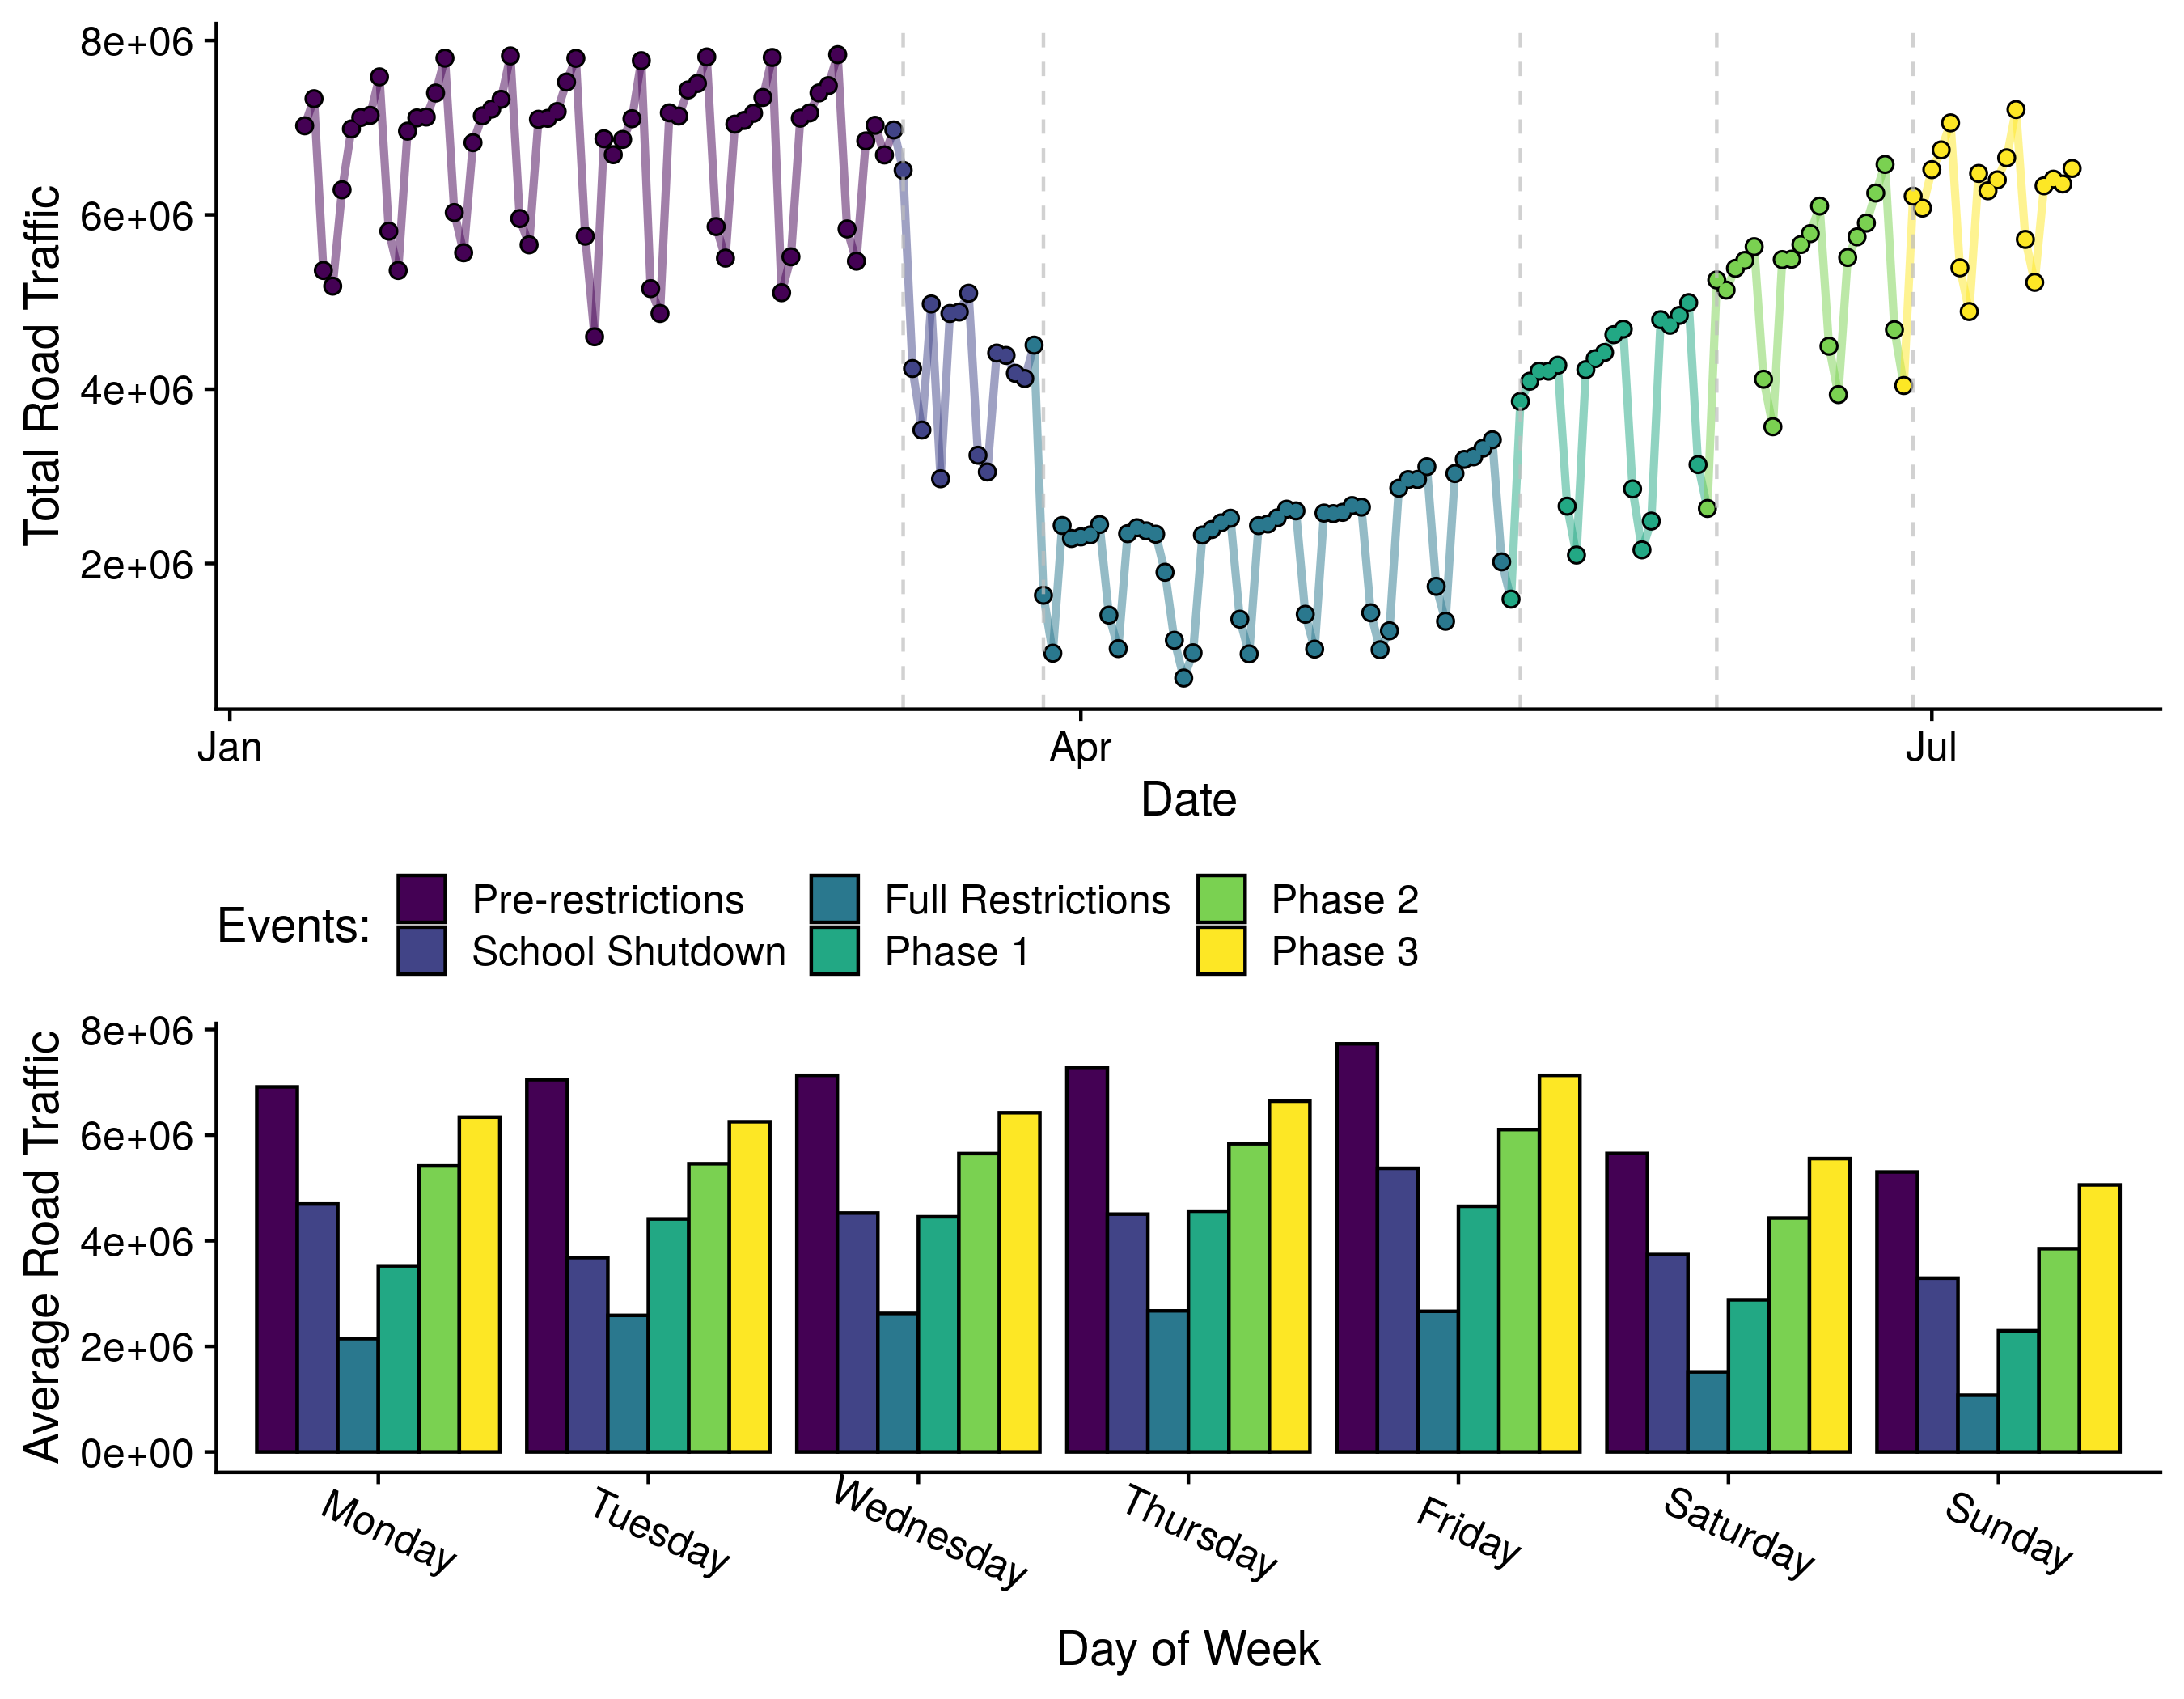 8e+06
6e+06
4e+06
2e+06
Total Road Traffic
Jan Apr Jul
Date
Events:
Pre-restrictions Full Restrictions Phase 2
School Shutdown Phase 1 Phase 3
8e+06
6e+06
4e+06
2e+06
0e+00
Average Road Traffic
Monday Tuesday Wednesday Thursday Friday Saturday Sunday
Day of Week